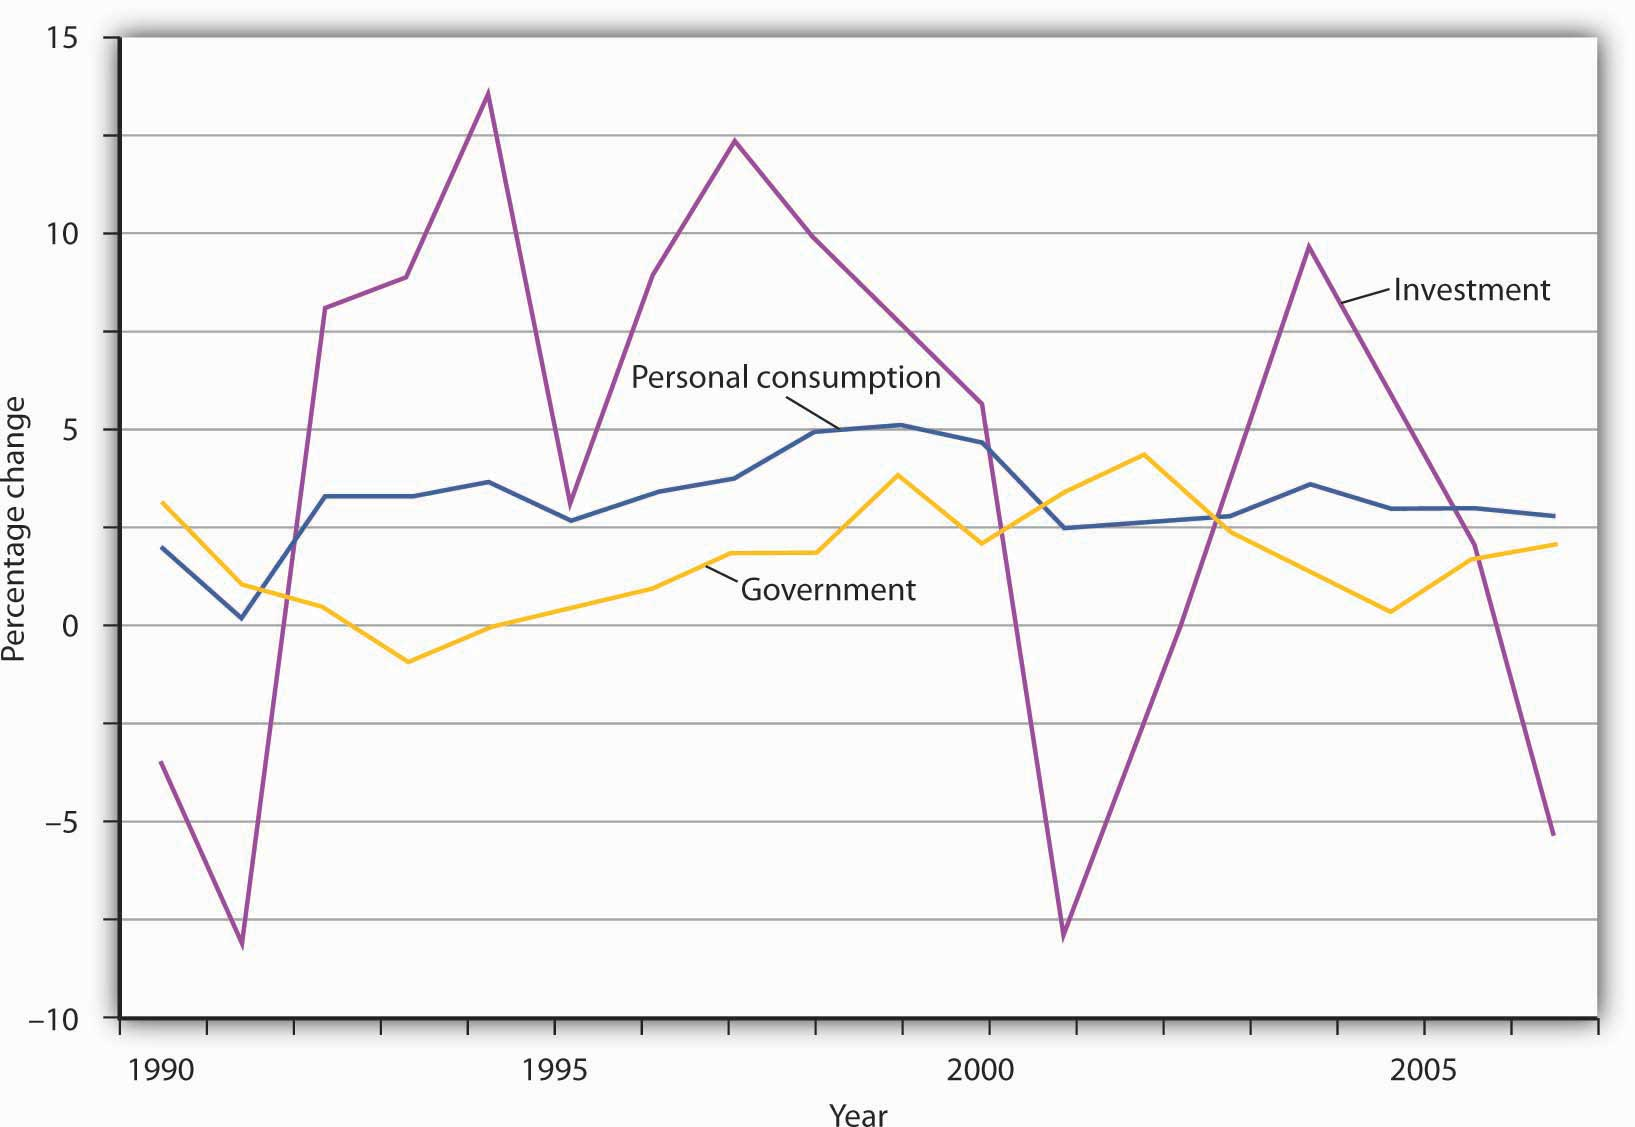 15
10
5
0
–5
–10
Percentage change
Investment
Personal consumption
Government
1990
1995
2000
2005
Year